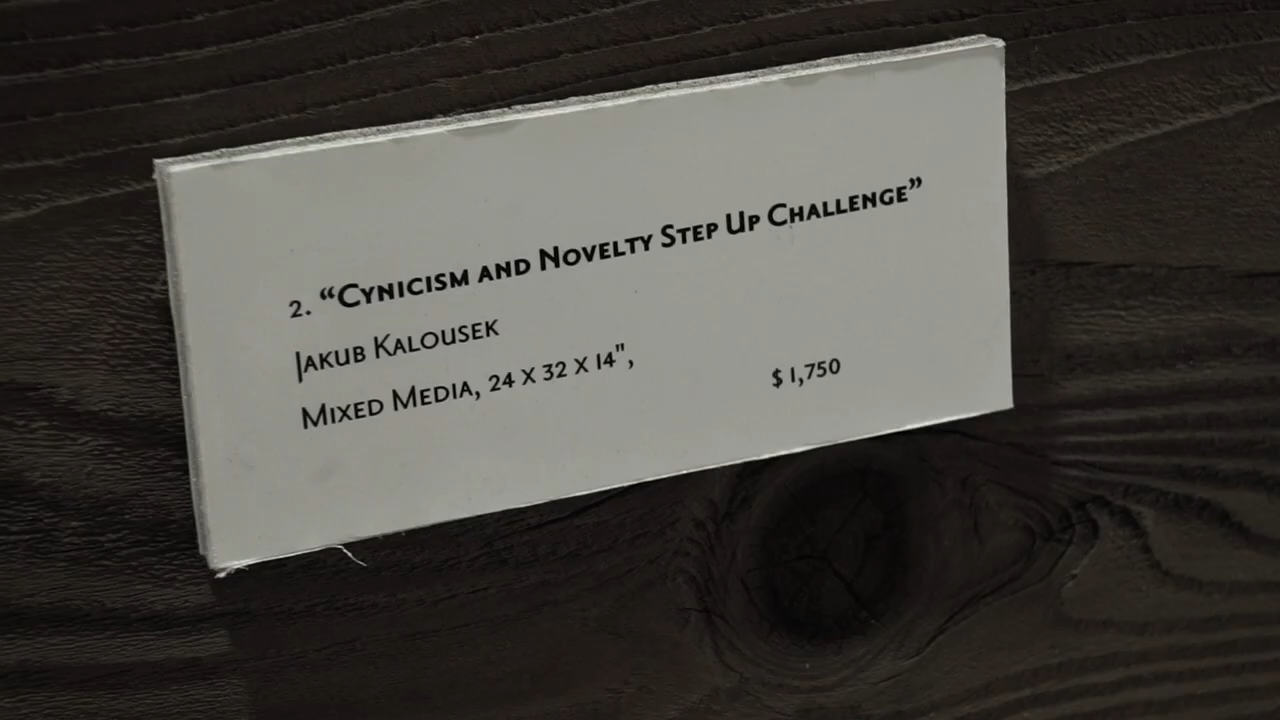 2. “Cynicism and Novelty Step Up Challenge”
Jakub Kalousek
Mixed Media, 24 x 32 x 14", $1,750